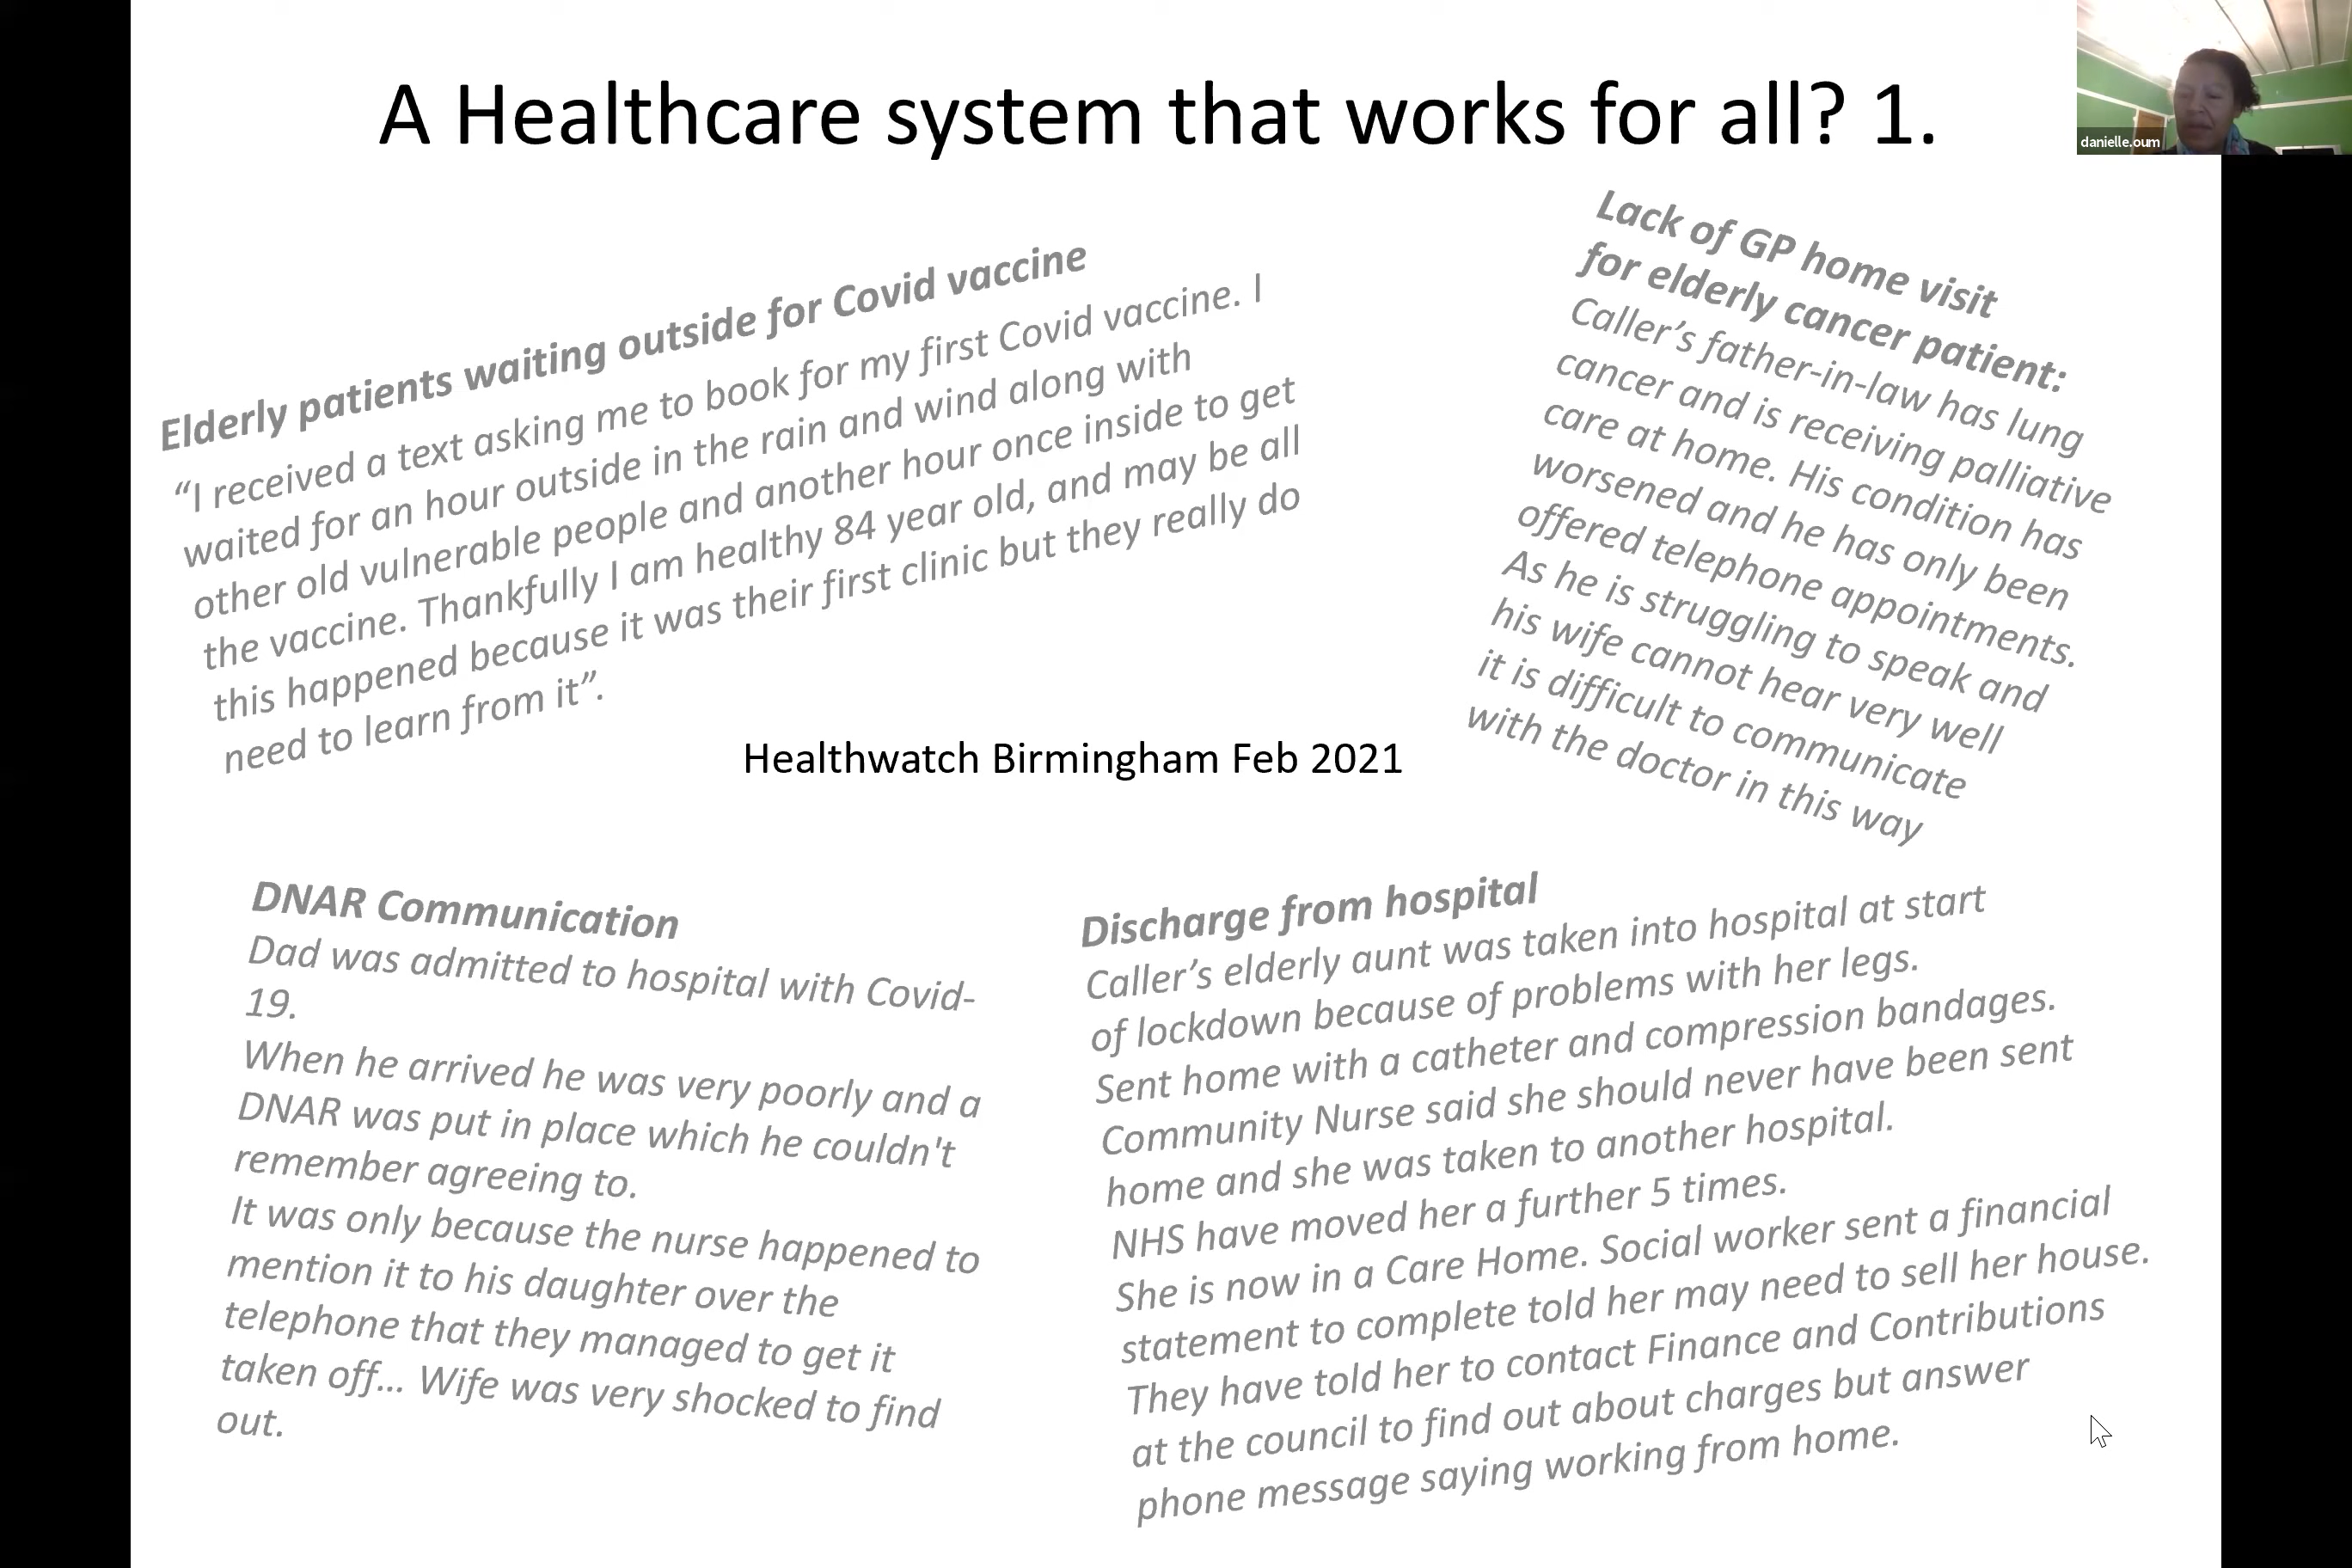 A Healthcare system that works for all? 1.
danielle.oum
Elderly patients waiting outside for Covid vaccine
“I received a text asking me to book for my first Covid vaccine. I
waited for an hour outside in the rain and wind along with
other old vulnerable people and another hour once inside to get
the vaccine. Thankfully I am healthy 84 year old, and may be all
this happened because it was their first clinic but they really do
need to learn from it”.
Lack of GP home visit
for elderly cancer patient:
Caller’s father-in-law has lung
cancer and is receiving palliative
care at home. His condition has
worsened and he has only been
offered telephone appointments.
As he is struggling to speak and
his wife cannot hear very well
it is difficult to communicate
with the doctor in this way
Healthwatch Birmingham Feb 2021
DNAR Communication
Dad was admitted to hospital with Covid-
19.
When he arrived he was very poorly and a
DNAR was put in place which he couldn't
remember agreeing to.
It was only because the nurse happened to
mention it to his daughter over the
telephone that they managed to get it
taken off... Wife was very shocked to find
out.
Discharge from hospital
Caller’s elderly aunt was taken into hospital at start
of lockdown because of problems with her legs.
Sent home with a catheter and compression bandages.
Community Nurse said she should never have been sent
home and she was taken to another hospital.
NHS have moved her a further 5 times.
She is now in a Care Home. Social worker sent a financial
statement to complete told her may need to sell her house.
They have told her to contact Finance and Contributions
at the council to find out about charges but answer
phone message saying working from home.